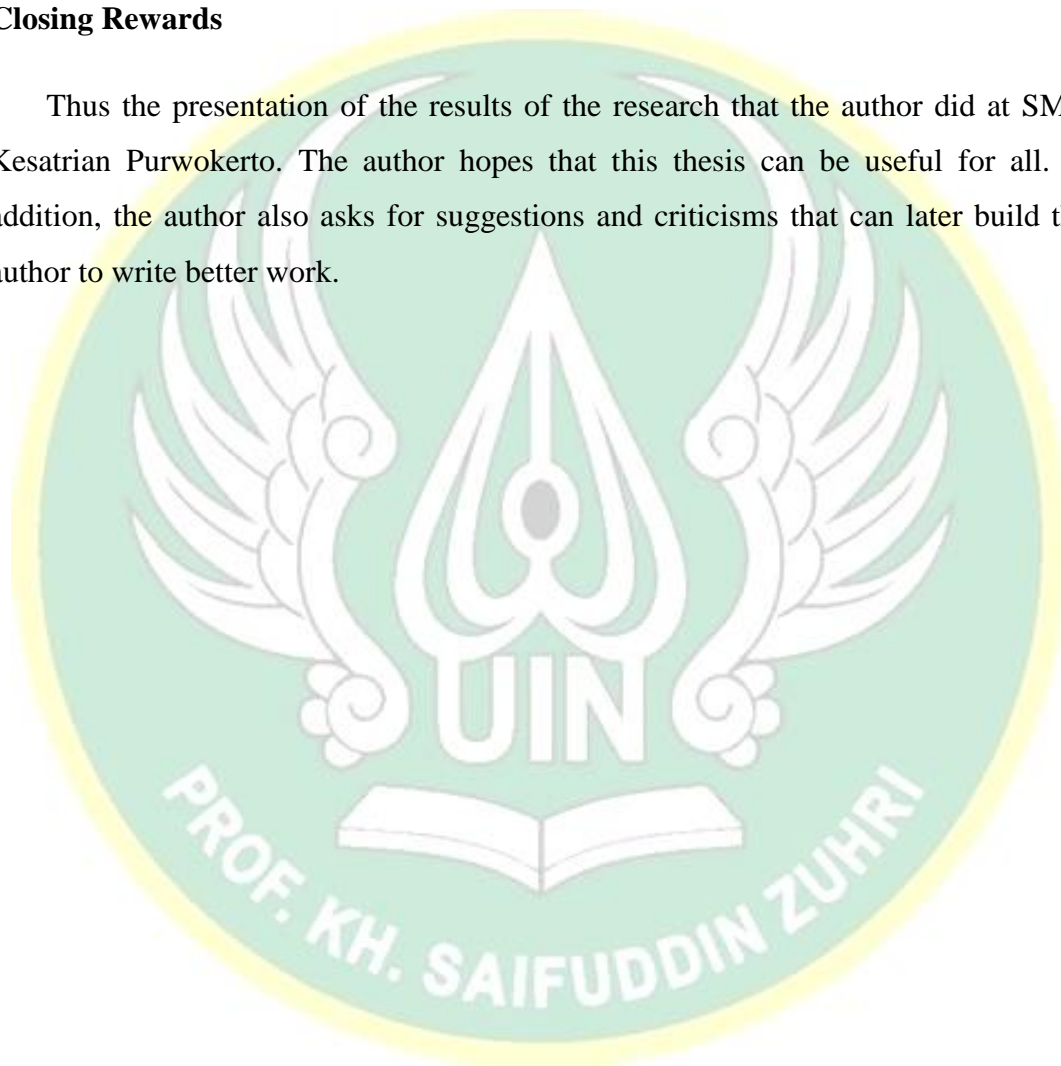 Closing Rewards
Thus the presentation of the results of the research that the author did at SM
Kesatrian Purwokerto. The author hopes that this thesis can be useful for all.
addition, the author also asks for suggestions and criticisms that can later build t
author to write better work.
UIN
PROF. KH. SAIFUDDIN ZUHRI